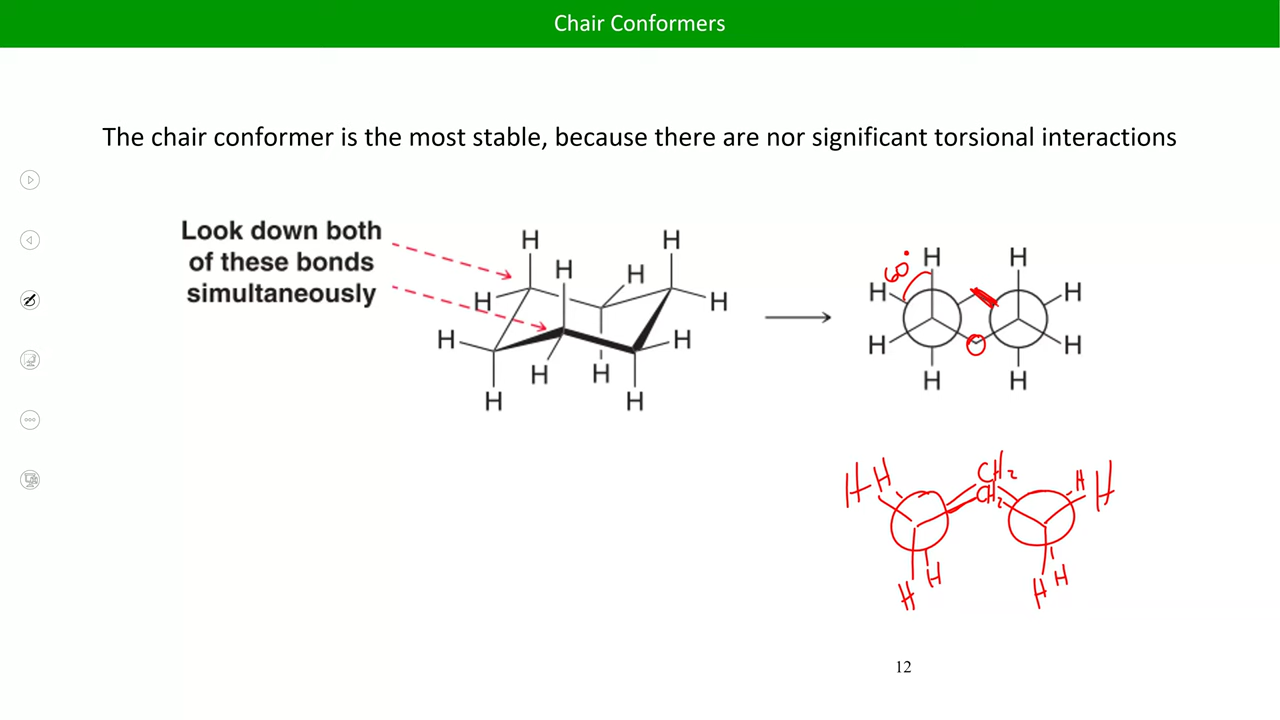 Chair Conformers
The chair conformer is the most stable, because there are nor significant torsional interactions
Look down both
of these bonds
simultaneously
H
H
H
H
H
H
H
H
H
H
H
H
60°
H
H
H
H
H
H
H
H
CH₂
CH₂
H
H
H
H
H
H
H
H
12